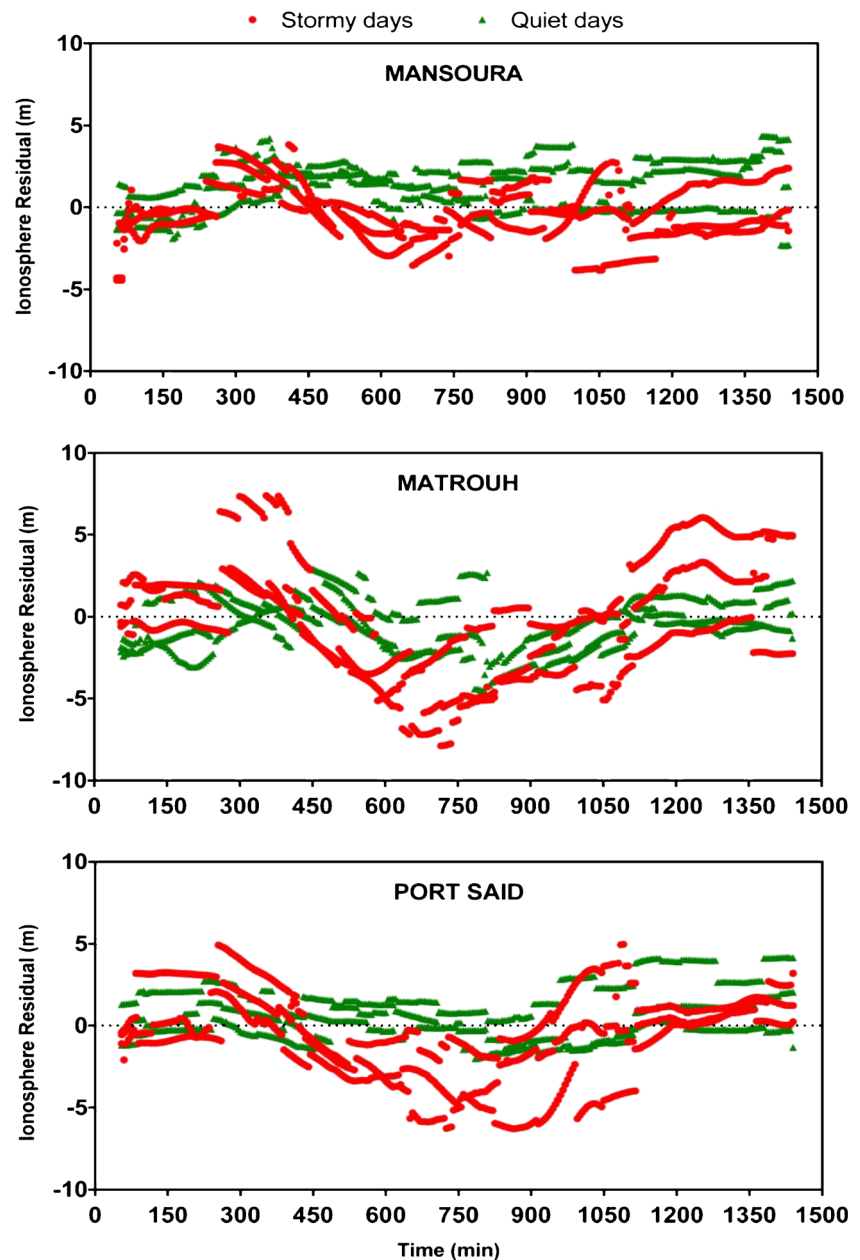 Stormy days Quiet days
MANSOURA
Ionosphere Residual (m)
10
5
0
-5
-10
0 150 300 450 600 750 900 1050 1200 1350 1500
MATROUH
Ionosphere Residual (m)
10
5
0
-5
-10
0 150 300 450 600 750 900 1050 1200 1350 1500
PORT SAID
Ionosphere Residual (m)
10
5
0
-5
-10
0 150 300 450 600 750 900 1050 1200 1350 1500
Time (min)